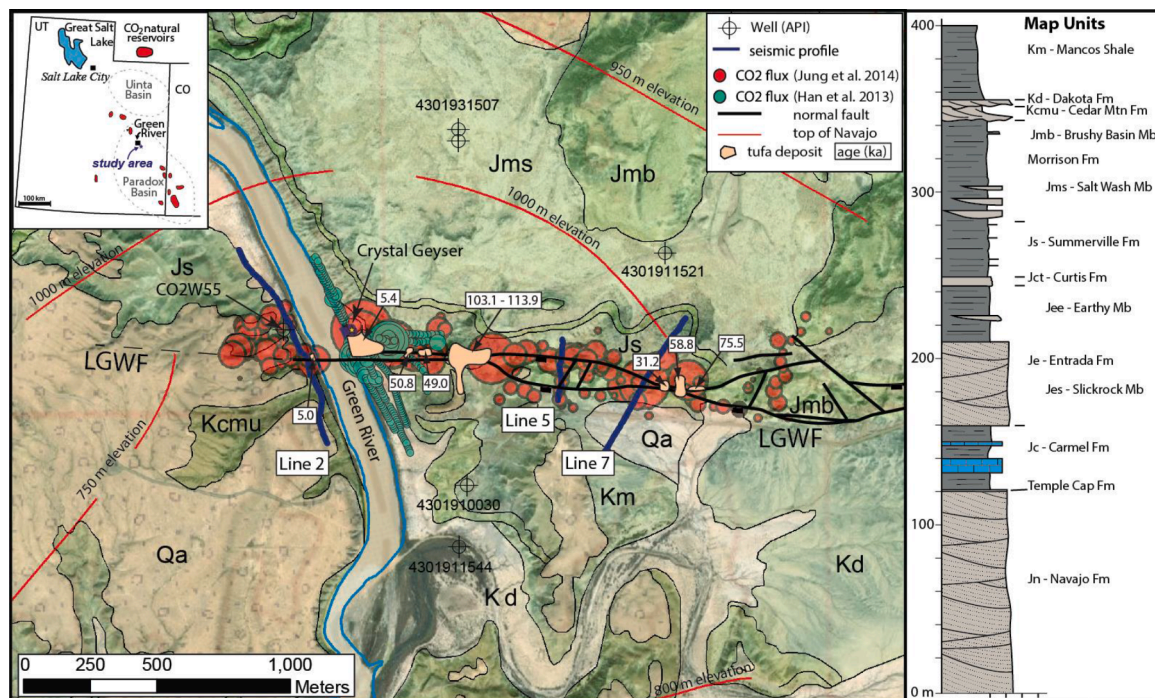 UT
Great Salt
Lake
CO₂ natural
reservoirs
Salt Lake City
CO
Uinta
Basin
Green
River
study area
Paradox
Basin
100 km
Well (API)
seismic profile
CO2 flux (Jung et al. 2014)
CO2 flux (Han et al. 2013)
normal fault
top of Navajo
tufa deposit
age (ka)
950 m elevation
4301931507
Jms
Jmb
1000 m elevation
Crystal Geyser
4301911521
1000 m elevation
Js
CO2W55
5.4
103.1 - 113.9
58.8
Js
31.2
75.5
LGWF
50.8
49.0
5.0
Jmb
Line 5
LGWF
Green River
Kcmu
Qa
Line 2
Line 7
750 m elevation
Km
4301910030
Qa
4301911544
Kd
Kd
800 m elevation
0 250 500 1,000
Meters
Map Units
400
Km - Mancos Shale
Kd - Dakota Fm
Kcmu - Cedar Mtn Fm
Jmb - Brushy Basin Mb
Morrison Fm
300
Jms - Salt Wash Mb
Js - Summerville Fm
Jct - Curtis Fm
Jee - Earthy Mb
200
Je - Entrada Fm
Jes - Slickrock Mb
Jc - Carmel Fm
Temple Cap Fm
100
Jn - Navajo Fm
0 m